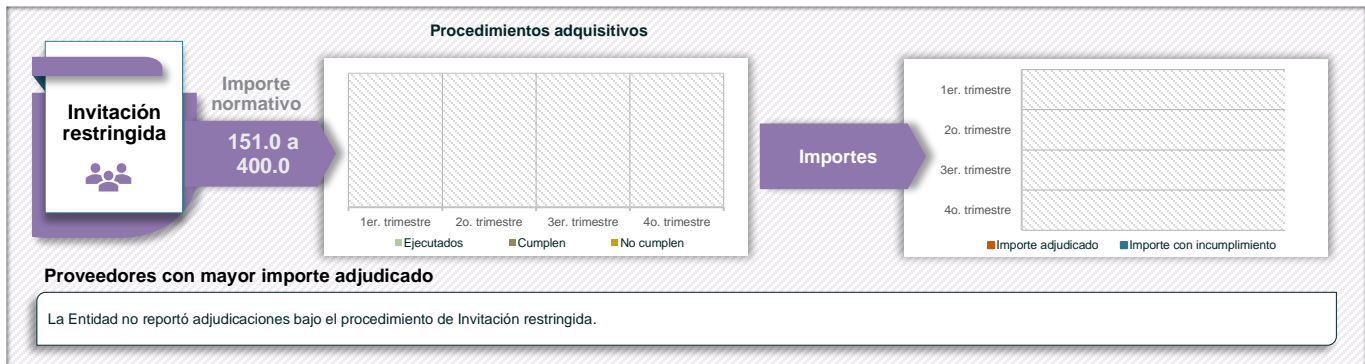 Procedimientos adquisitivos
Invitación
restringida
Importe
normativo
151.0 a
400.0
1er. trimestre
2o. trimestre
3er. trimestre
4o. trimestre
Ejecutados
Cumplen
No cumplen
Importes
1er. trimestre
2o. trimestre
3er. trimestre
4o. trimestre
Importe adjudicado
Importe con incumplimiento
Proveedores con mayor importe adjudicado
La Entidad no reportó adjudicaciones bajo el procedimiento de Invitación restringida.